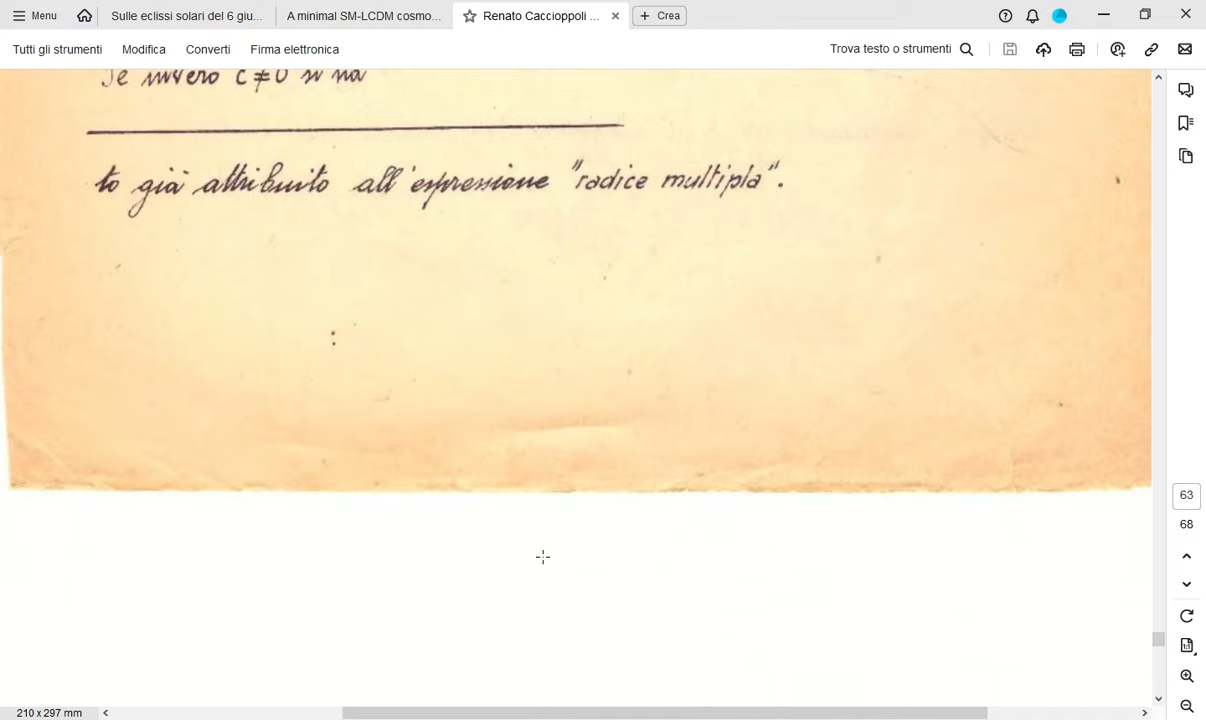 Menu
Sulle eclissi solari del 6 giu...
A minimal SM-LCDM cosmo...
Renato Caccioppoli ...
Crea
Tutti gli strumenti
Modifica
Converti
Firma elettronica
Trova testo o strumenti
Se invero c≠0 si ha
to già attribuito all'espressione "radice multipla".
:
63
68
210 x 297 mm